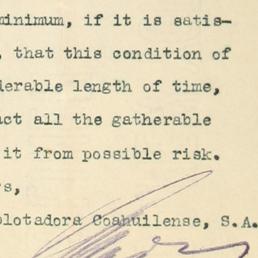 minimum, if it is satis-
, that this condition of
derable length of time,
act all the gatherable
it from possible risk.
rs,
plotadora Coahuilense, S.A.